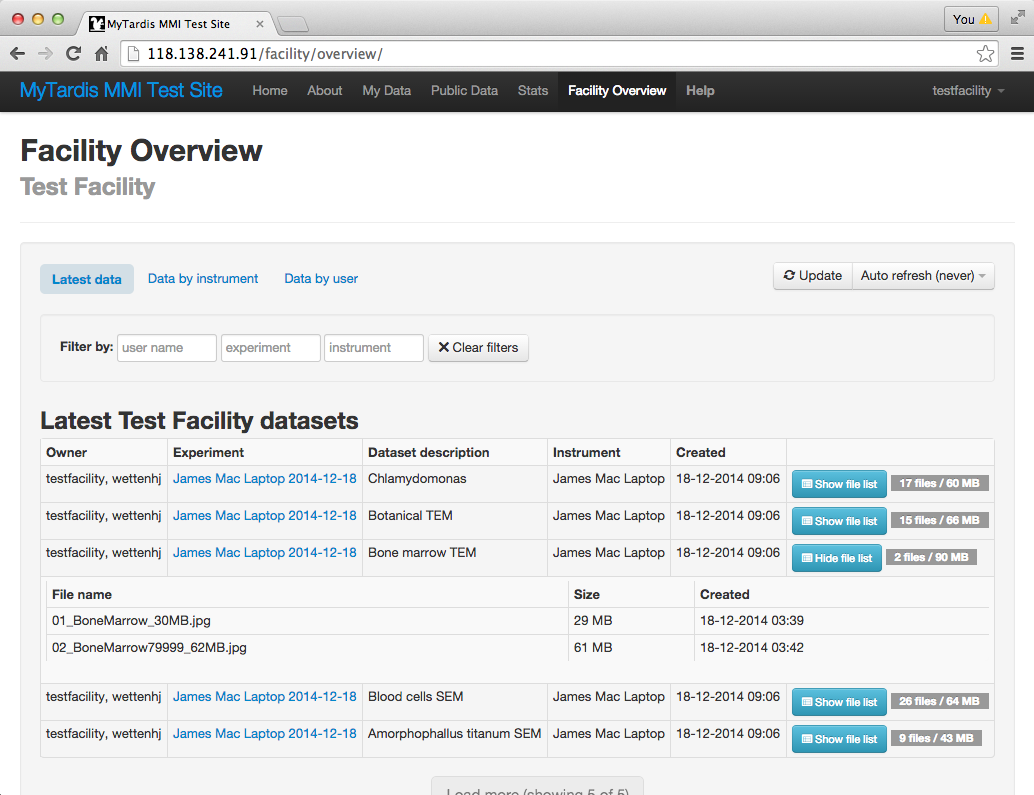 MyTardis MMI Test Site
You
118.138.241.91/facility/overview/
MyTardis MMI Test Site Home About My Data Public Data Stats Facility Overview Help testfacility
Facility Overview
Test Facility
Latest data Data by instrument Data by user Update Auto refresh (never)
Filter by: user name experiment instrument Clear filters
Latest Test Facility datasets
Owner Experiment Dataset description Instrument Created
testfacility, wettenhj James Mac Laptop 2014-12-18 Chlamydomonas James Mac Laptop 18-12-2014 09:06 Show file list 17 files / 60 MB
testfacility, wettenhj James Mac Laptop 2014-12-18 Botanical TEM James Mac Laptop 18-12-2014 09:06 Show file list 15 files / 66 MB
testfacility, wettenhj James Mac Laptop 2014-12-18 Bone marrow TEM James Mac Laptop 18-12-2014 09:06 Hide file list 2 files / 90 MB
File name Size Created
01_BoneMarrow_30MB.jpg 29 MB 18-12-2014 03:39
02_BoneMarrow79999_62MB.jpg 61 MB 18-12-2014 03:42
testfacility, wettenhj James Mac Laptop 2014-12-18 Blood cells SEM James Mac Laptop 18-12-2014 09:06 Show file list 26 files / 64 MB
testfacility, wettenhj James Mac Laptop 2014-12-18 Amorphophallus titanum SEM James Mac Laptop 18-12-2014 09:06 Show file list 9 files / 43 MB
Load more (showing 5 of 5)